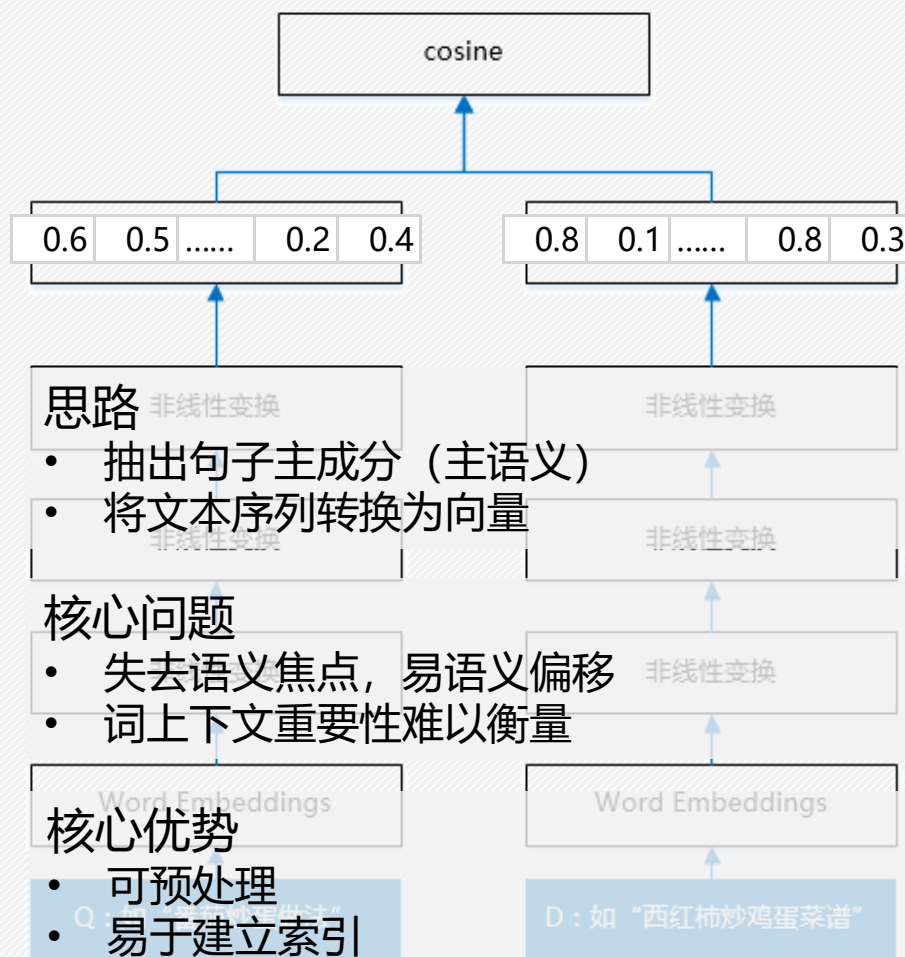 cosine
0.6 0.5 …… 0.2 0.4
0.8 0.1 …… 0.8 0.3
思路
• 抽出句子主成分（主语义）
• 将文本序列转换为向量
核心问题
• 失去语义焦点，易语义偏移
• 词上下文重要性难以衡量
核心优势
• 可预处理
• 易于建立索引
非线性变换
非线性变换
非线性变换
Word Embeddings
非线性变换
非线性变换
非线性变换
Word Embeddings
D：如“西红柿炒鸡蛋菜谱”